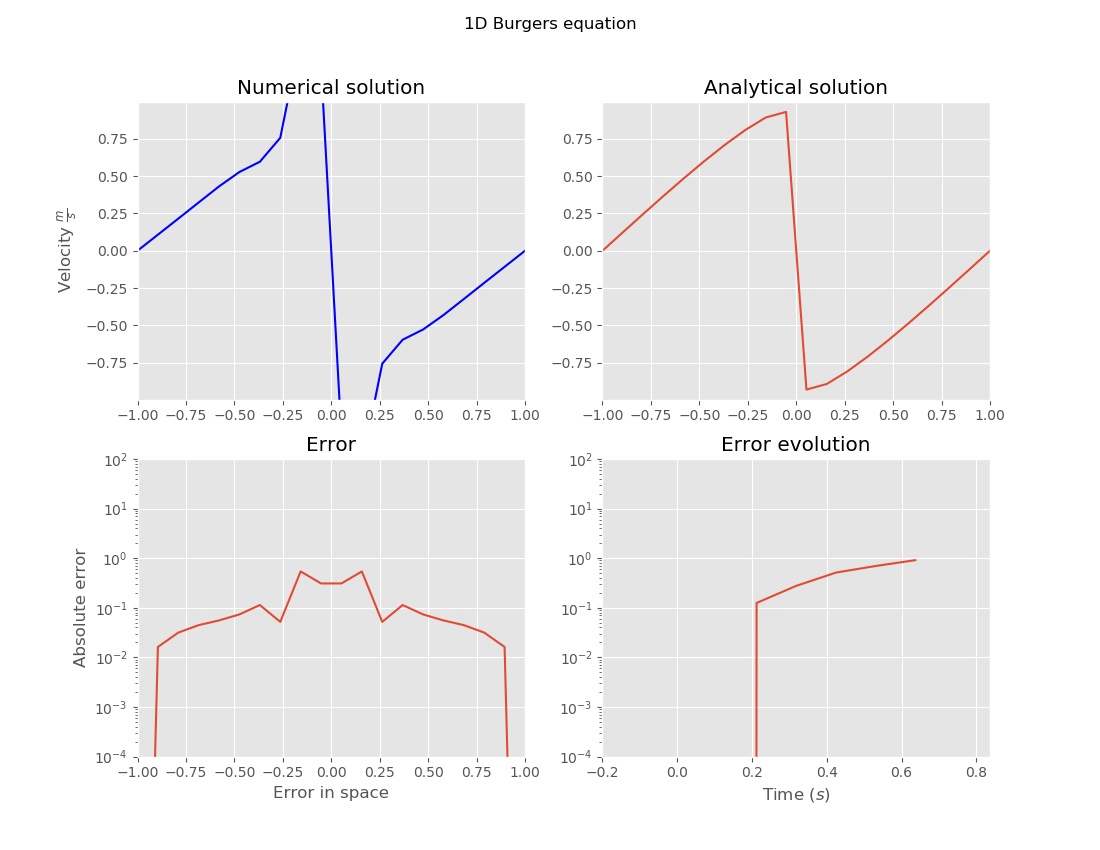 1D Burgers equation
Numerical solution
Analytical solution
0.75
0.50
0.25
0.00
−0.25
−0.50
−0.75
Velocity m/s
−1.00 −0.75 −0.50 −0.25 0.00 0.25 0.50 0.75 1.00
0.75
0.50
0.25
0.00
−0.25
−0.50
−0.75
−1.00 −0.75 −0.50 −0.25 0.00 0.25 0.50 0.75 1.00
Error
Error evolution
10²
10¹
10⁰
10⁻¹
10⁻²
10⁻³
10⁻⁴
Absolute error
−1.00 −0.75 −0.50 −0.25 0.00 0.25 0.50 0.75 1.00
Error in space
10²
10¹
10⁰
10⁻¹
10⁻²
10⁻³
10⁻⁴
−0.2 0.0 0.2 0.4 0.6 0.8
Time (s)